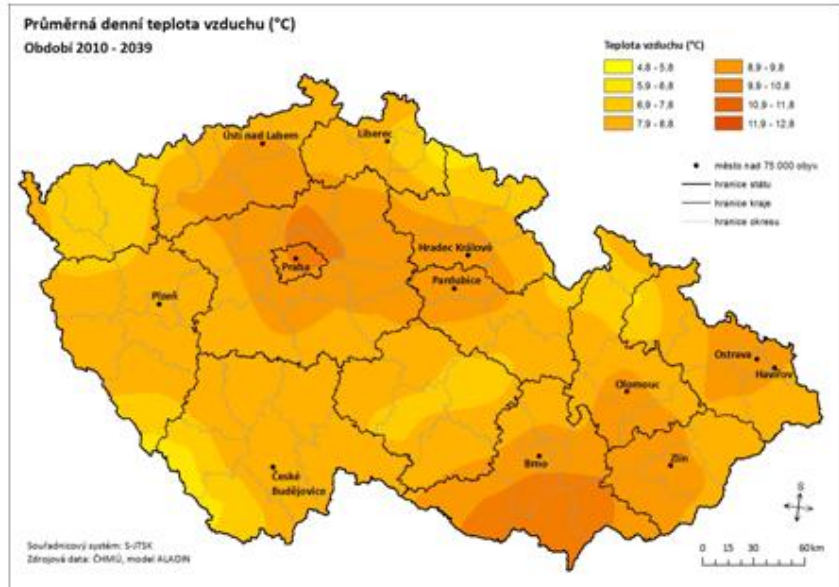 Průměrná denní teplota vzduchu (°C)
Období 2010 - 2039
Teplota vzduchu (°C)
4,8 - 5,8
5,9 - 6,8
6,9 - 7,8
7,9 - 8,8
8,9 - 9,8
9,9 - 10,8
10,9 - 11,8
11,9 - 12,8
město nad 75 000 obyv
hranice státu
hranice kraje
hranice okresu
Ústí nad Labem
Liberec
Hradec Králové
Praha
Pardubice
Plzeň
Ostrava
Havířov
Olomouc
Brno
Zlín
České
Budějovice
S
Souřadnicový systém: S-JTSK
Zdrojová data: ČHMÚ, model ALADIN
0 15 30 60 km